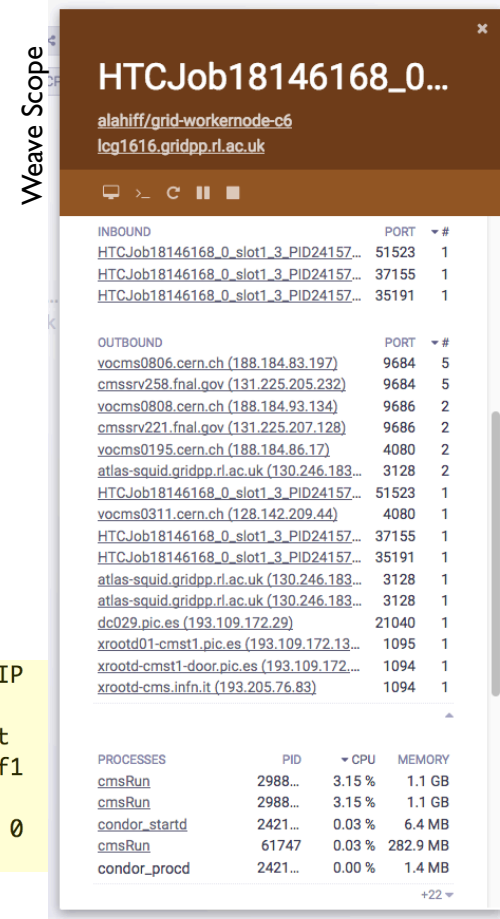 Weave Scope
HTCJob18146168_0...
alahiff/grid-workernode-c6
lcg1616.gridpp.rl.ac.uk
INBOUND PORT #
HTCJob18146168_0_slot1_3_PID24157... 51523 1
HTCJob18146168_0_slot1_3_PID24157... 37155 1
HTCJob18146168_0_slot1_3_PID24157... 35191 1
OUTBOUND PORT #
vocms0806.cern.ch (188.184.83.197) 9684 5
cmssrv258.fnal.gov (131.225.205.232) 9684 5
vocms0808.cern.ch (188.184.93.134) 9686 2
cmssrv221.fnal.gov (131.225.207.128) 9686 2
vocms0195.cern.ch (188.184.86.17) 4080 2
atlas-squid.gridpp.rl.ac.uk (130.246.183... 3128 2
HTCJob18146168_0_slot1_3_PID24157... 51523 1
vocms0311.cern.ch (128.142.209.44) 4080 1
HTCJob18146168_0_slot1_3_PID24157... 37155 1
HTCJob18146168_0_slot1_3_PID24157... 35191 1
atlas-squid.gridpp.rl.ac.uk (130.246.183... 3128 1
atlas-squid.gridpp.rl.ac.uk (130.246.183... 3128 1
dc029.pic.es (193.109.172.29) 21040 1
xrootd01-cmst1.pic.es (193.109.172.13... 1095 1
xrootd-cmst1-door.pic.es (193.109.172.... 1094 1
xrootd-cms.infn.it (193.205.76.83) 1094 1
IP
t
f1
0
PROCESSES PID CPU MEMORY
cmsRun 2988... 3.15 % 1.1 GB
cmsRun 2988... 3.15 % 1.1 GB
condor_startd 2421... 0.03 % 6.4 MB
cmsRun 61747 0.03 % 282.9 MB
condor_procd 2421... 0.00 % 1.4 MB
+22